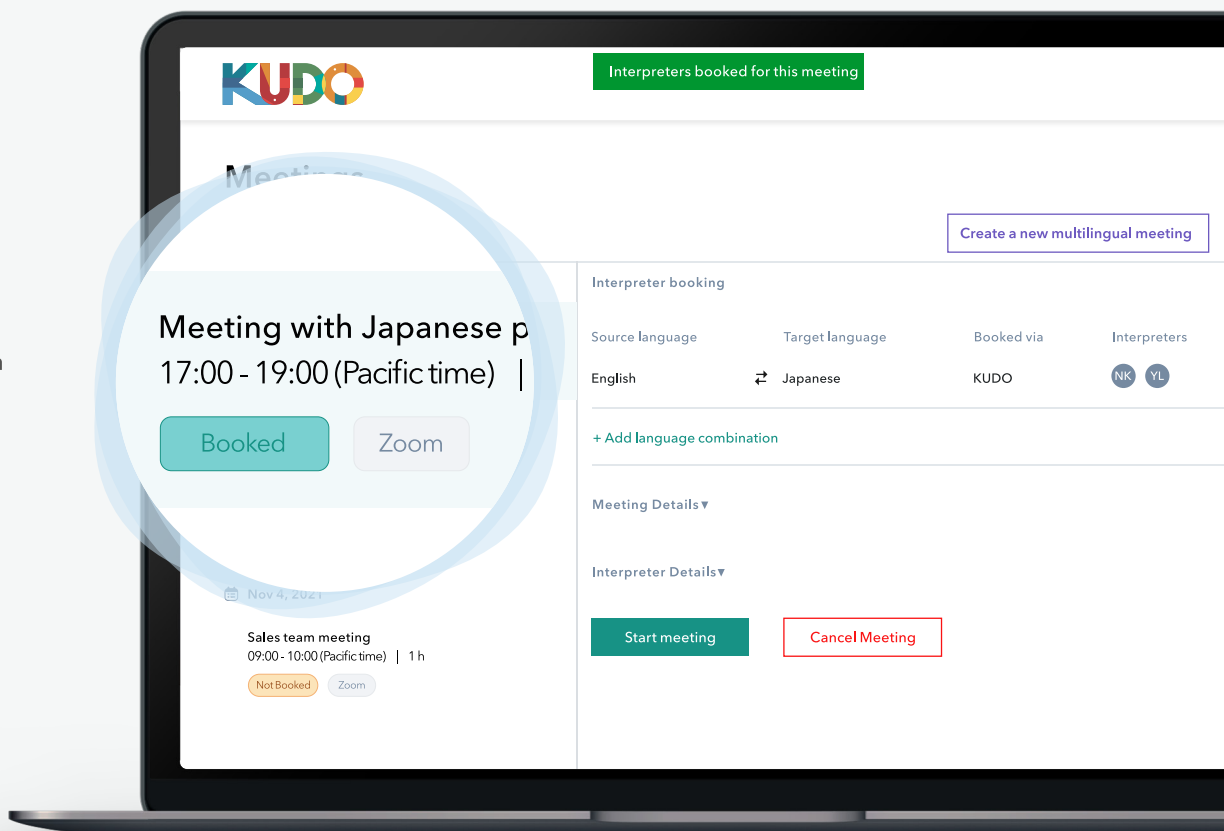 KUDO
Interpreters booked for this meeting
Meetings
Create a new multilingual meeting
Meeting with Japanese p
17:00 - 19:00 (Pacific time) |
Booked
Zoom
Nov 4, 2021
Sales team meeting
09:00 - 10:00 (Pacific time) | 1 h
Not Booked
Zoom
Interpreter booking
Source language Target language Booked via Interpreters
English ⇄ Japanese KUDO NK YL
+ Add language combination
Meeting Details▾
Interpreter Details▾
Start meeting
Cancel Meeting